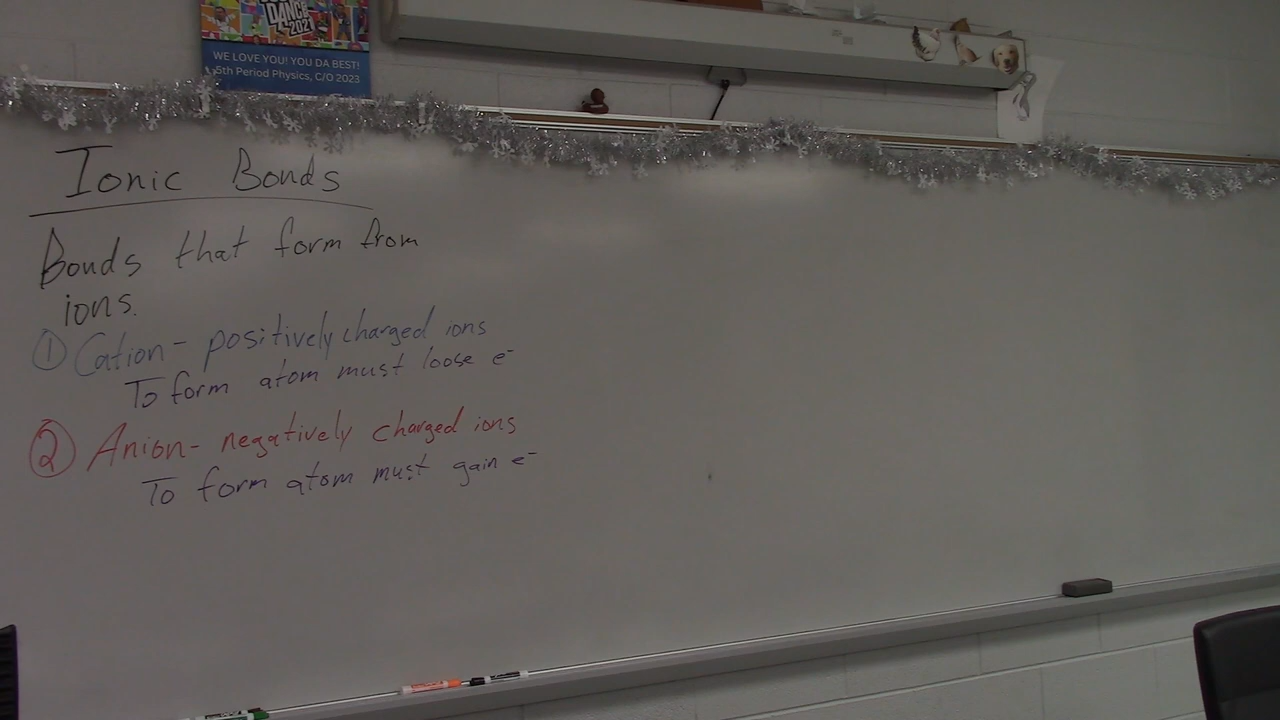 DANCE
2021
WE LOVE YOU! YOU DA BEST!
5th Period Physics, C/O 2023
Ionic Bonds
Bonds that form from
ions.
① Cation - positively charged ions
To form atom must loose e⁻
② Anion - negatively charged ions
To form atom must gain e⁻